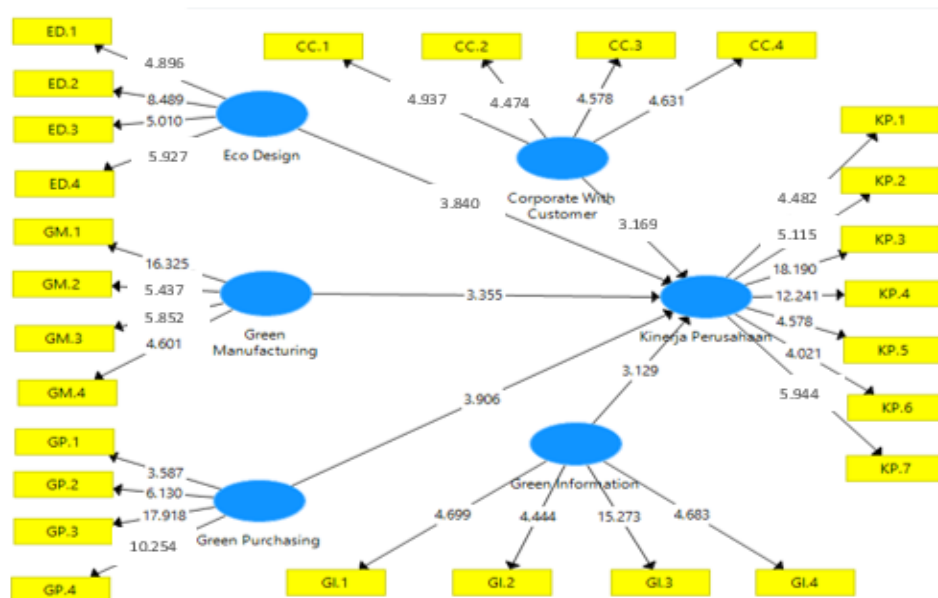 ED.1
CC.1
CC.2
CC.3
CC.4
4.896
ED.2
8.489
4.937
4.474
4.578
4.631
ED.3
5.010
KP.1
5.927
Eco Design
ED.4
KP.2
Corporate With
Customer
4.482
3.840
3.169
5.115
GM.1
KP.3
16.325
18.190
GM.2
5.437
3.355
12.241
KP.4
5.852
4.578
GM.3
4.601
Green
Manufacturing
Kinerja Perusahaan
KP.5
4.021
3.129
GM.4
5.944
3.906
KP.6
GP.1
3.587
KP.7
GP.2
6.130
Green Information
17.918
GP.3
Green Purchasing
4.699
4.444
15.273
4.683
10.254
GP.4
GI.1
GI.2
GI.3
GI.4